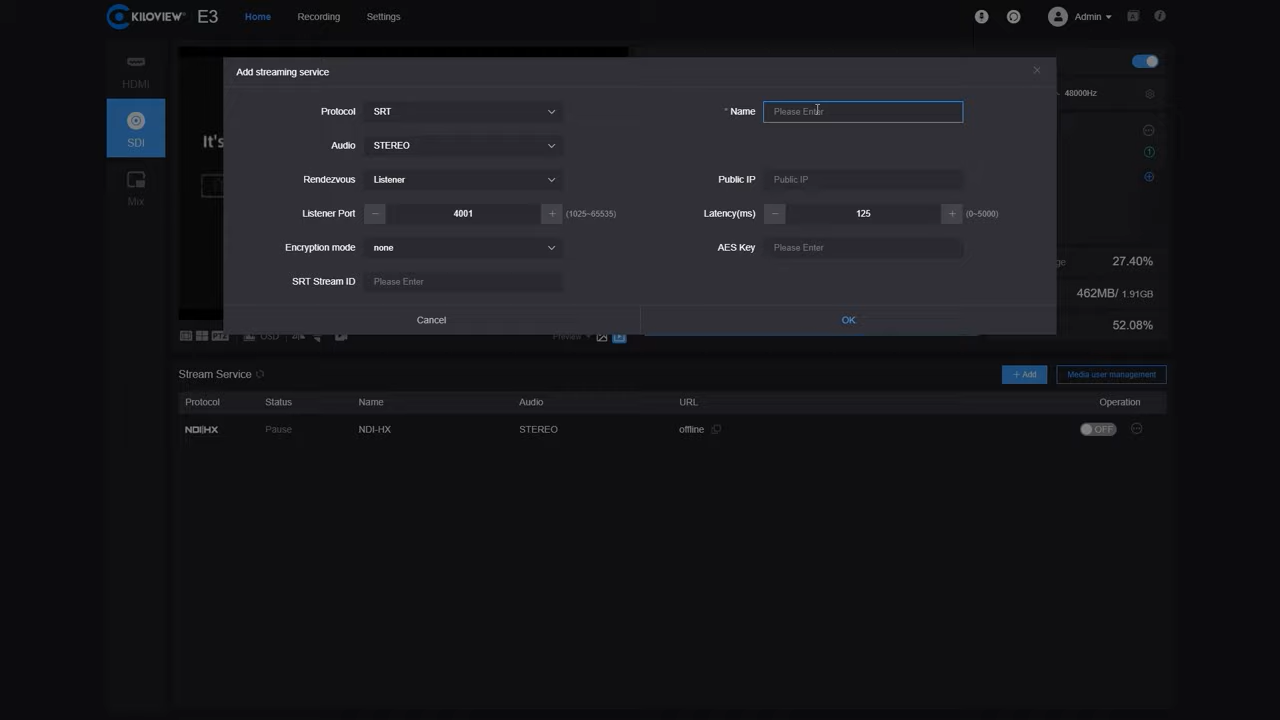 KILOVIEW® E3 Home Recording Settings Admin
Add streaming service
HDMI
Protocol SRT * Name Please Enter
48000Hz
SDI
It's
Audio STEREO
Rendezvous Listener Public IP Public IP
Mix
Listener Port − 4001 + (1025~65535) Latency(ms) − 125 + (0~5000)
Encryption mode none AES Key Please Enter
27.40%
SRT Stream ID Please Enter
462MB/ 1.91GB
Cancel OK
52.08%
PTZ OSD Preview
Stream Service + Add Media user management
Protocol Status Name Audio URL Operation
NDI|HX Pause NDI-HX STEREO offline OFF